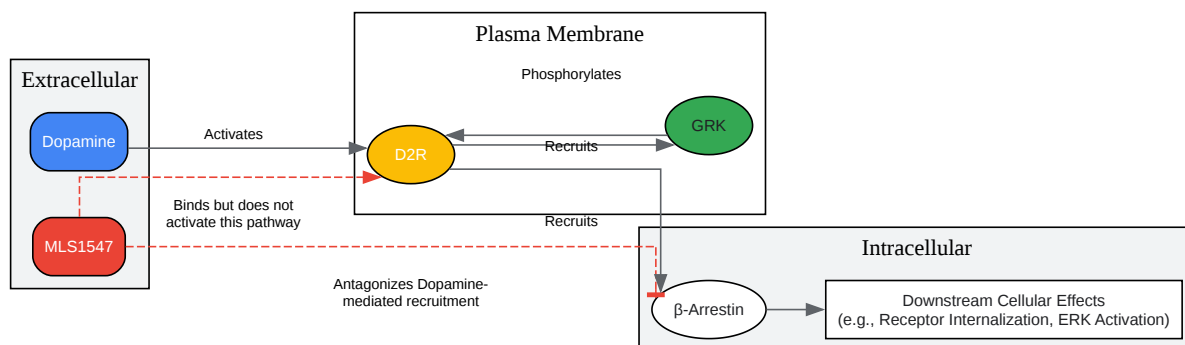 Plasma Membrane
Extracellular
Phosphorylates
Dopamine
Activates
D2R
GRK
Recruits
Binds but does not
activate this pathway
MLS1547
Recruits
Intracellular
Antagonizes Dopamine-
mediated recruitment
β-Arrestin
Downstream Cellular Effects
(e.g., Receptor Internalization, ERK Activation)